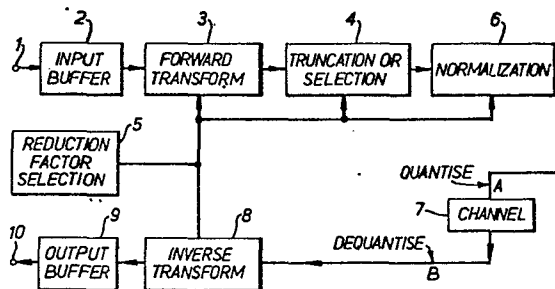 1
2
3
4
6
INPUT
BUFFER
FORWARD
TRANSFORM
TRUNCATION OR
SELECTION
NORMALIZATION
5
REDUCTION
FACTOR
SELECTION
QUANTISE
A
7
CHANNEL
10
9
8
OUTPUT
BUFFER
INVERSE
TRANSFORM
DEQUANTISE
B